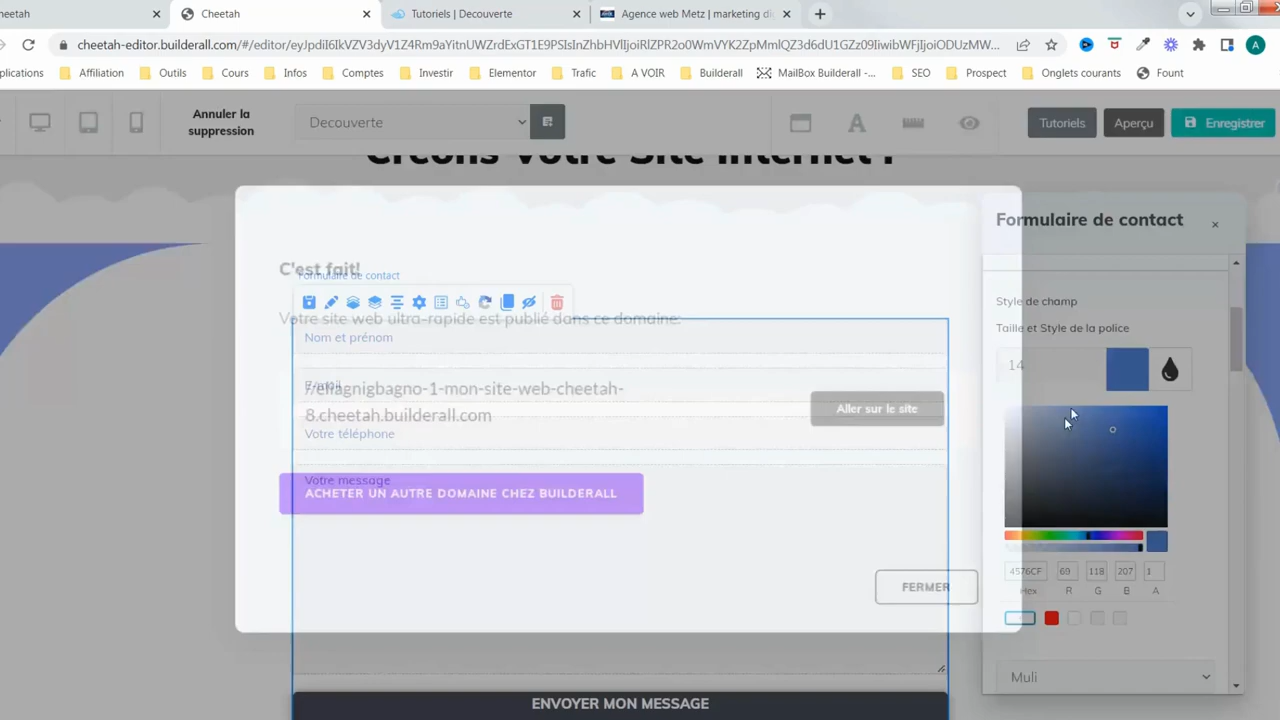 heetah
Cheetah
Tutoriels | Decouverte
Agence web Metz | marketing di
cheetah-editor.builderall.com/#/editor/
plications
Affiliation
Outils
Cours
Infos
Comptes
Investir
Elementor
Trafic
A VOIR
Builderall
MailBox Builderall -...
SEO
Prospect
Onglets courants
Fount
A
Annuler la
suppression
Decouverte
Tutoriels
Aperçu
Enregistrer
Créons Votre Site Internet !
Formulaire de contact
C'est fait!
Formulaire de contact
Votre site web ultra-rapide est publié dans ce domaine:
Nom et prénom
E-mail
//ellagnigbagno-1-mon-site-web-cheetah-
8.cheetah.builderall.com
Aller sur le site
Votre téléphone
Votre message
ACHETER UN AUTRE DOMAINE CHEZ BUILDERALL
FERMER
ENVOYER MON MESSAGE
Style de champ
Taille et Style de la police
14
4576CF 69 118 207 1
Hex R G B A
Muli